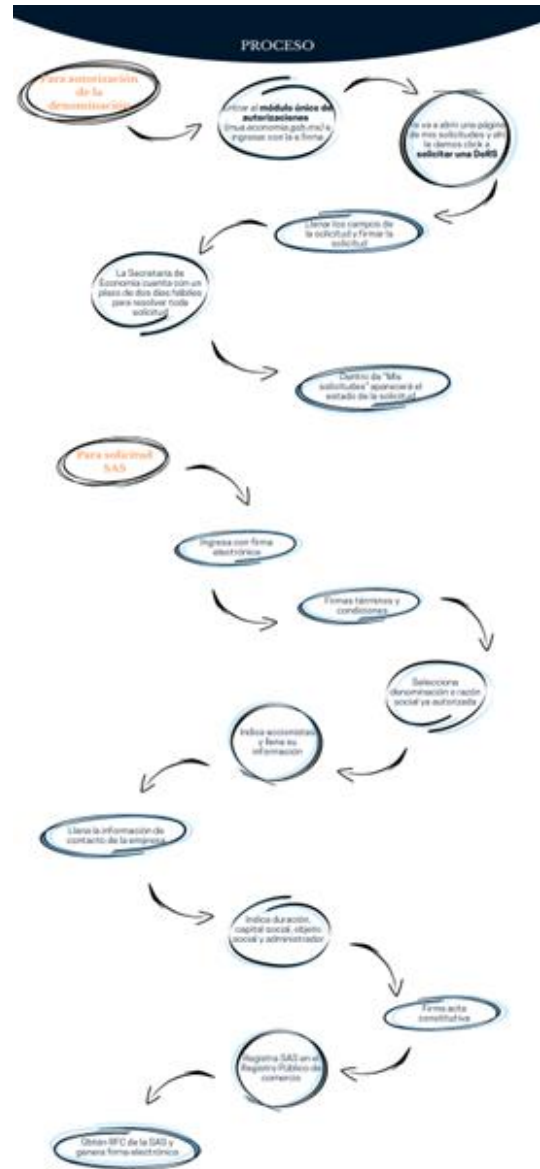 PROCESO
Para autorización
de la
denominación
Entrar al módulo único de
autorizaciones
(mua.economia.gob.mx) e
ingresar con la e firma
Se va a abrir una página
de mis solicitudes y ahí
le damos click a
solicitar una DoRS
Llenar los campos de
la solicitud y firmar la
solicitud
La Secretaría de
Economía cuenta con un
plazo de dos días hábiles
para resolver toda
solicitud
Dentro de "Mis
solicitudes" aparecerá el
estado de la solicitud
Para solicitud
SAS
Ingresa con firma
electrónica
Firmas términos y
condiciones
Selecciona
denominación o razón
social ya autorizada
Indica accionistas
y llena su
información
Llena la información de
contacto de la empresa
Indica duración,
capital social, objeto
social y administrador
Firma acta
constitutiva
Registra SAS en el
Registro Público de
comercio
Obtén RFC de la SAS y
genera firma electrónica